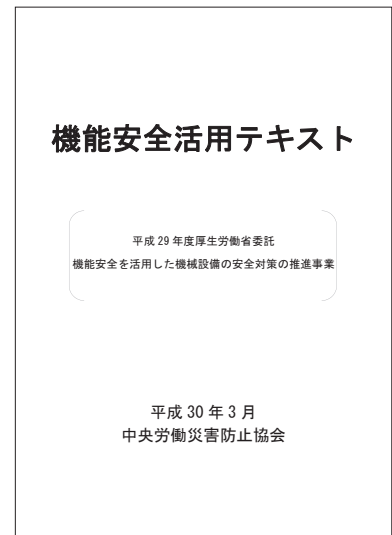 機能安全活用テキスト
平成 29 年度厚生労働省委託
機能安全を活用した機械設備の安全対策の推進事業
平成 30 年 3 月
中央労働災害防止協会